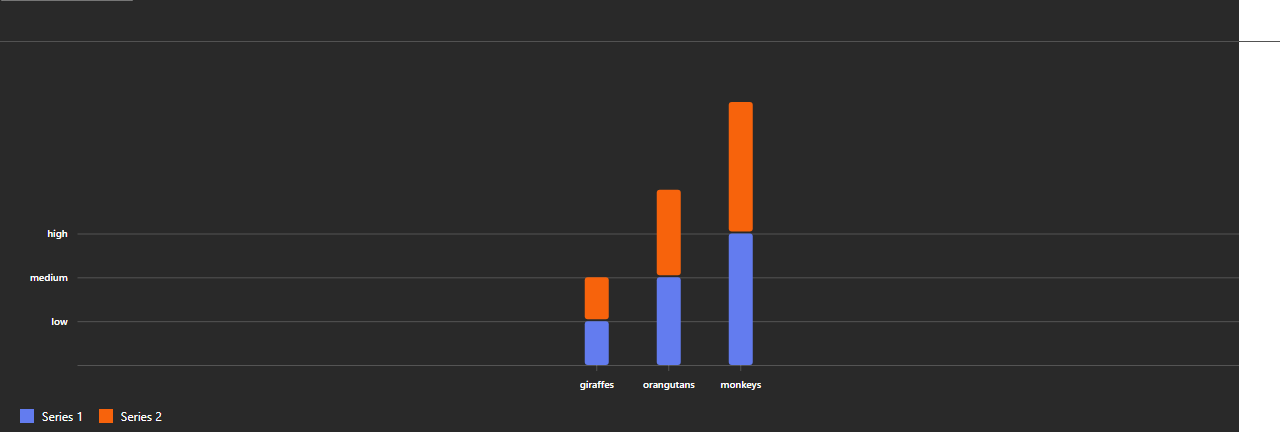 high
medium
low
giraffes orangutans monkeys
Series 1 Series 2